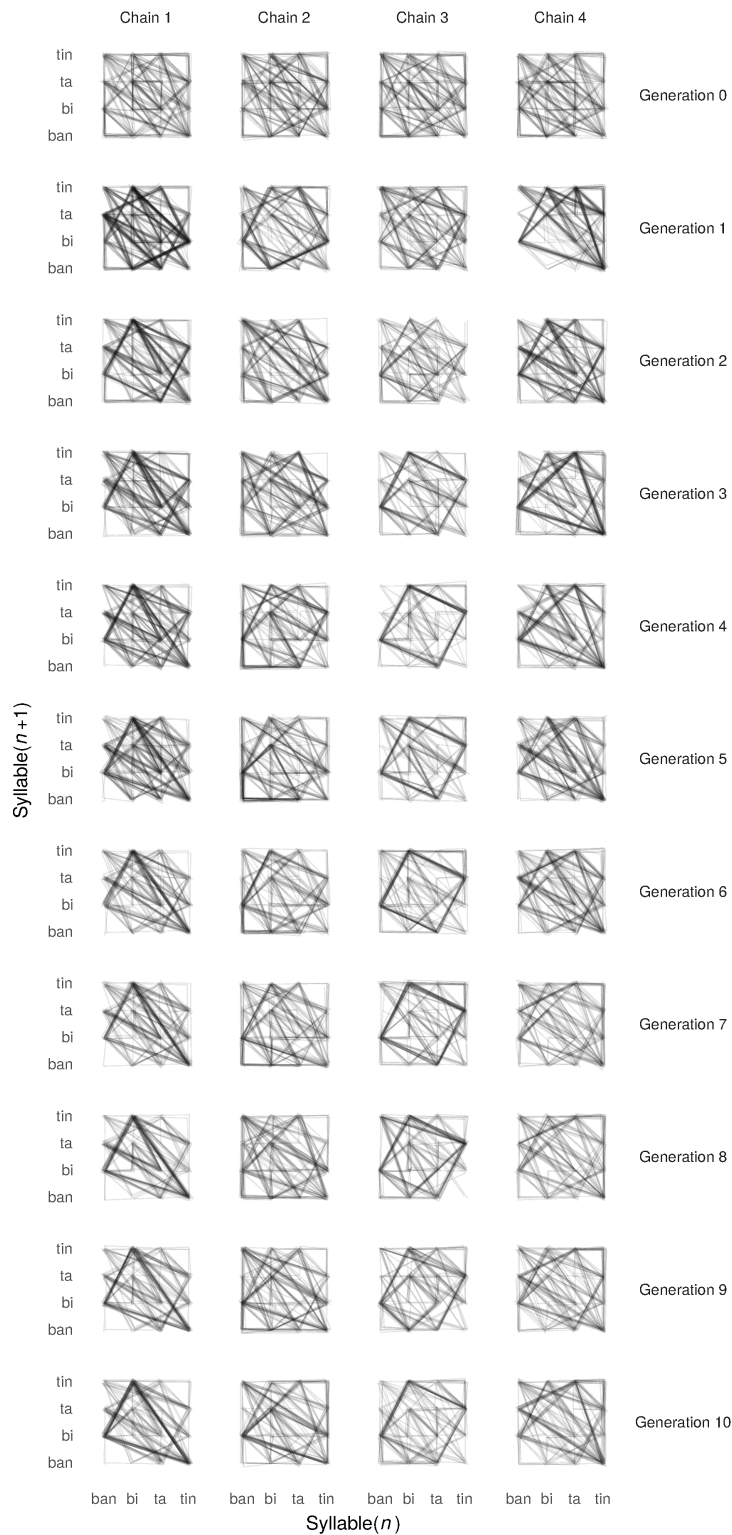 Chain 1 Chain 2 Chain 3 Chain 4
tin
ta
bi
ban
Generation 0
tin
ta
bi
ban
Generation 1
tin
ta
bi
ban
Generation 2
tin
ta
bi
ban
Generation 3
tin
ta
bi
ban
Generation 4
tin
ta
bi
ban
Generation 5
tin
ta
bi
ban
Generation 6
tin
ta
bi
ban
Generation 7
tin
ta
bi
ban
Generation 8
tin
ta
bi
ban
Generation 9
tin
ta
bi
ban
Generation 10
Syllable(n+1)
ban bi ta tin ban bi ta tin ban bi ta tin ban bi ta tin
Syllable(n)